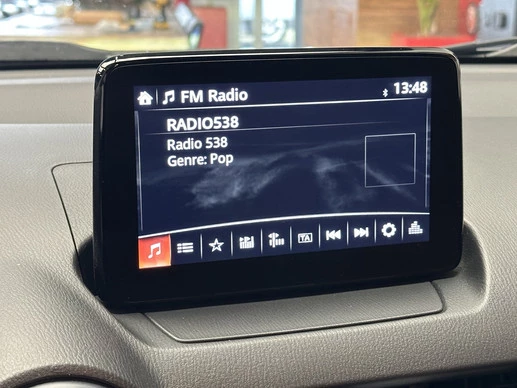 FM Radio
13:48
RADIO538
Radio 538
Genre: Pop
TA